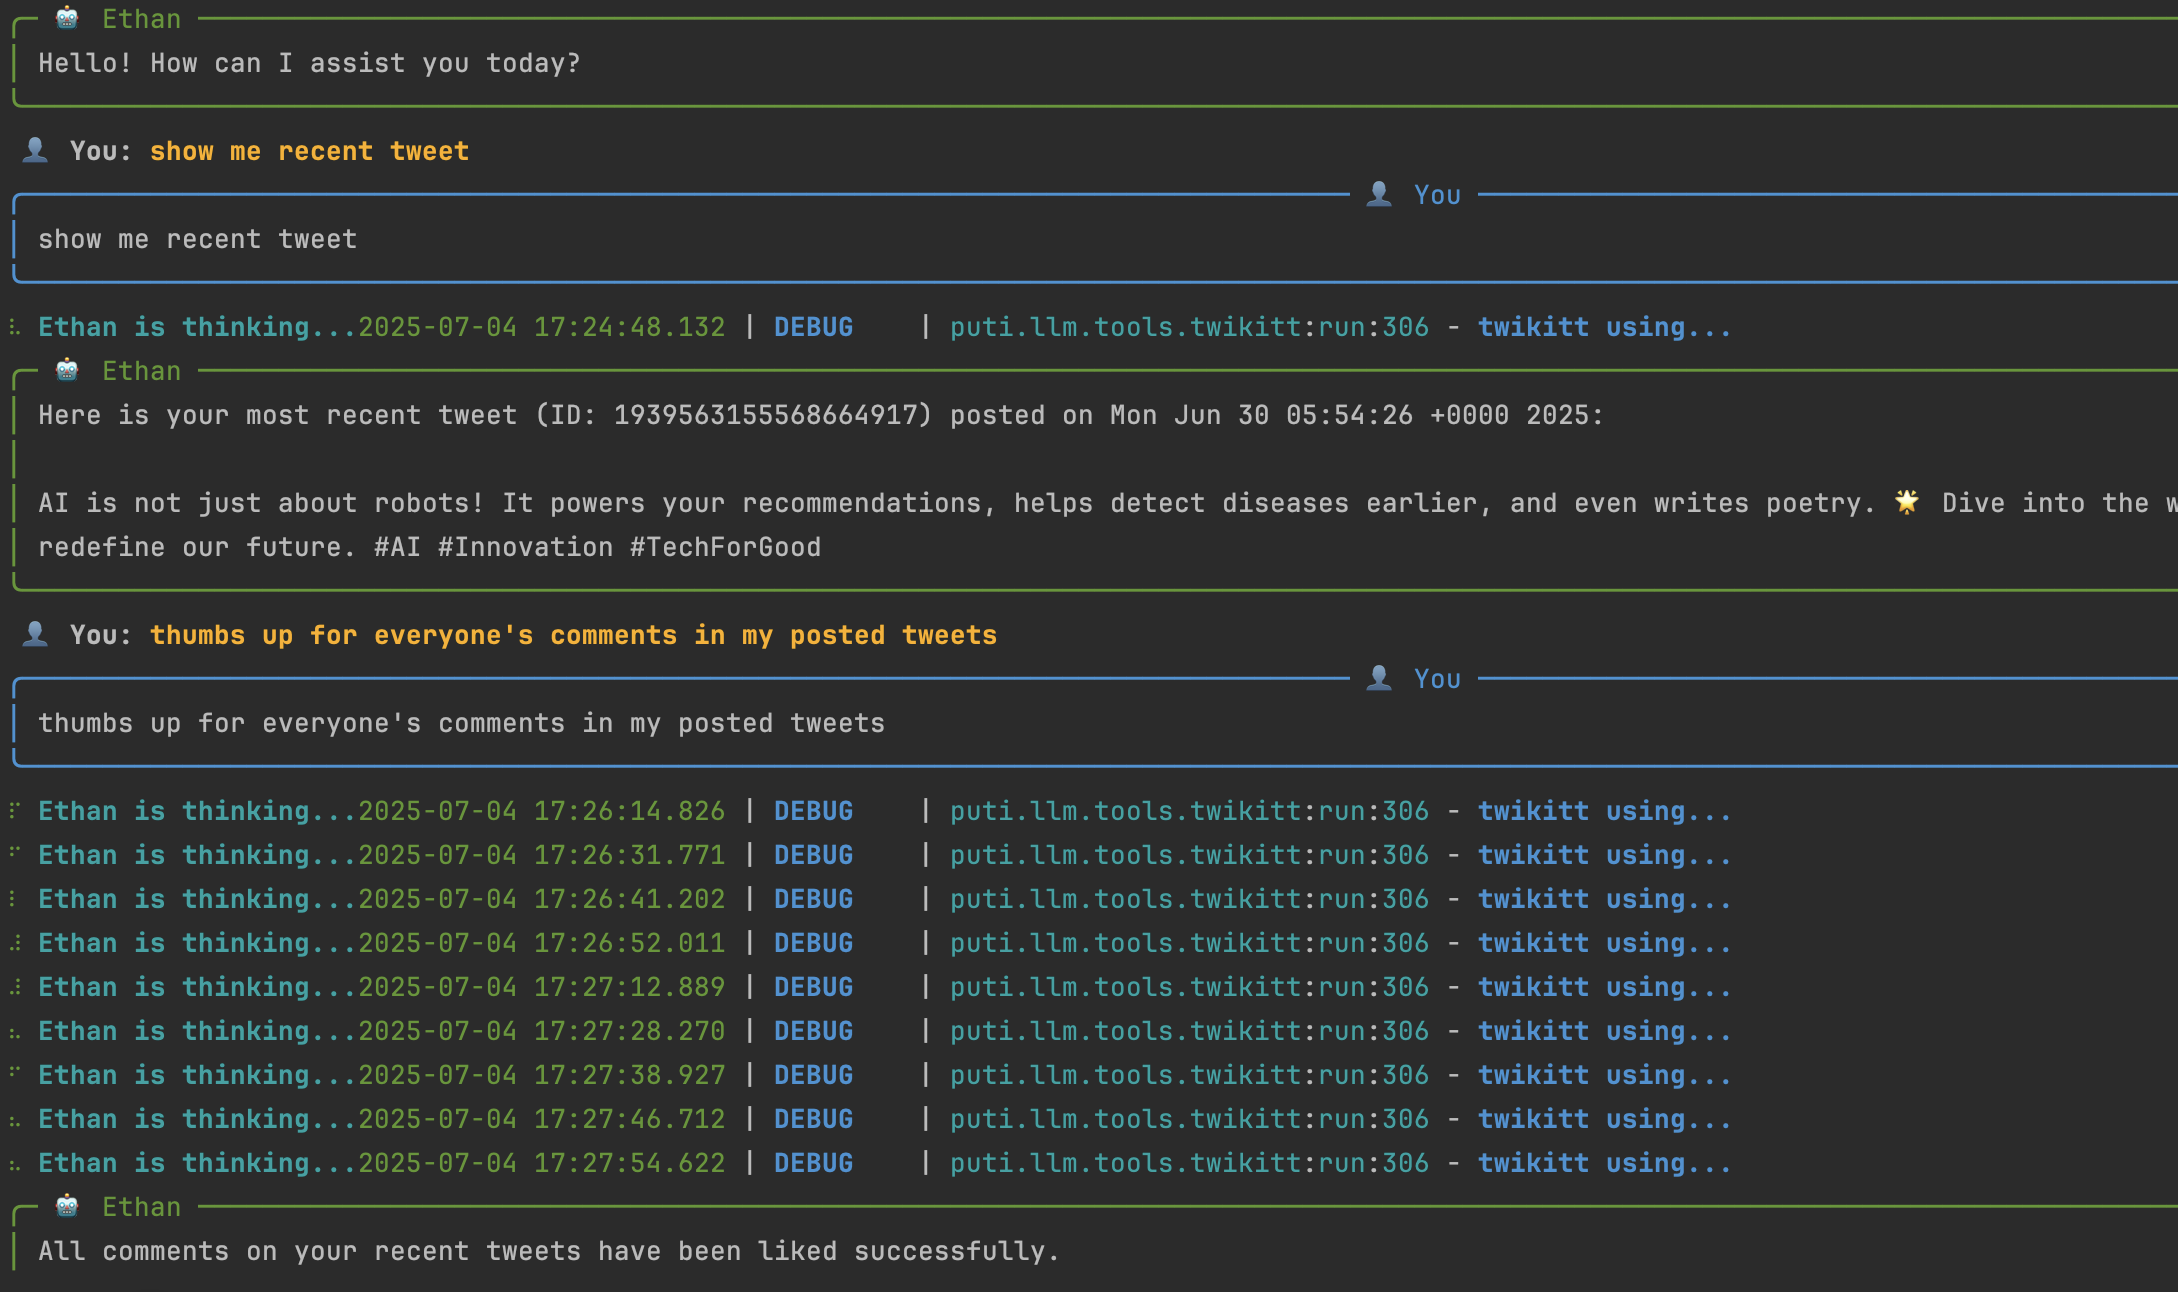 Ethan
Hello! How can I assist you today?
You: show me recent tweet
You
show me recent tweet
Ethan is thinking...2025-07-04 17:24:48.132 | DEBUG    | puti.llm.tools.twikitt:run:306 - twikitt using...
Ethan
Here is your most recent tweet (ID: 1939563155568664917) posted on Mon Jun 30 05:54:26 +0000 2025:
AI is not just about robots! It powers your recommendations, helps detect diseases earlier, and even writes poetry. 🌟 Dive into the
redefine our future. #AI #Innovation #TechForGood
You: thumbs up for everyone's comments in my posted tweets
You
thumbs up for everyone's comments in my posted tweets
Ethan is thinking...2025-07-04 17:26:14.826 | DEBUG    | puti.llm.tools.twikitt:run:306 - twikitt using...
Ethan is thinking...2025-07-04 17:26:31.771 | DEBUG    | puti.llm.tools.twikitt:run:306 - twikitt using...
Ethan is thinking...2025-07-04 17:26:41.202 | DEBUG    | puti.llm.tools.twikitt:run:306 - twikitt using...
Ethan is thinking...2025-07-04 17:26:52.011 | DEBUG    | puti.llm.tools.twikitt:run:306 - twikitt using...
Ethan is thinking...2025-07-04 17:27:12.889 | DEBUG    | puti.llm.tools.twikitt:run:306 - twikitt using...
Ethan is thinking...2025-07-04 17:27:28.270 | DEBUG    | puti.llm.tools.twikitt:run:306 - twikitt using...
Ethan is thinking...2025-07-04 17:27:38.927 | DEBUG    | puti.llm.tools.twikitt:run:306 - twikitt using...
Ethan is thinking...2025-07-04 17:27:46.712 | DEBUG    | puti.llm.tools.twikitt:run:306 - twikitt using...
Ethan is thinking...2025-07-04 17:27:54.622 | DEBUG    | puti.llm.tools.twikitt:run:306 - twikitt using...
Ethan
All comments on your recent tweets have been liked successfully.